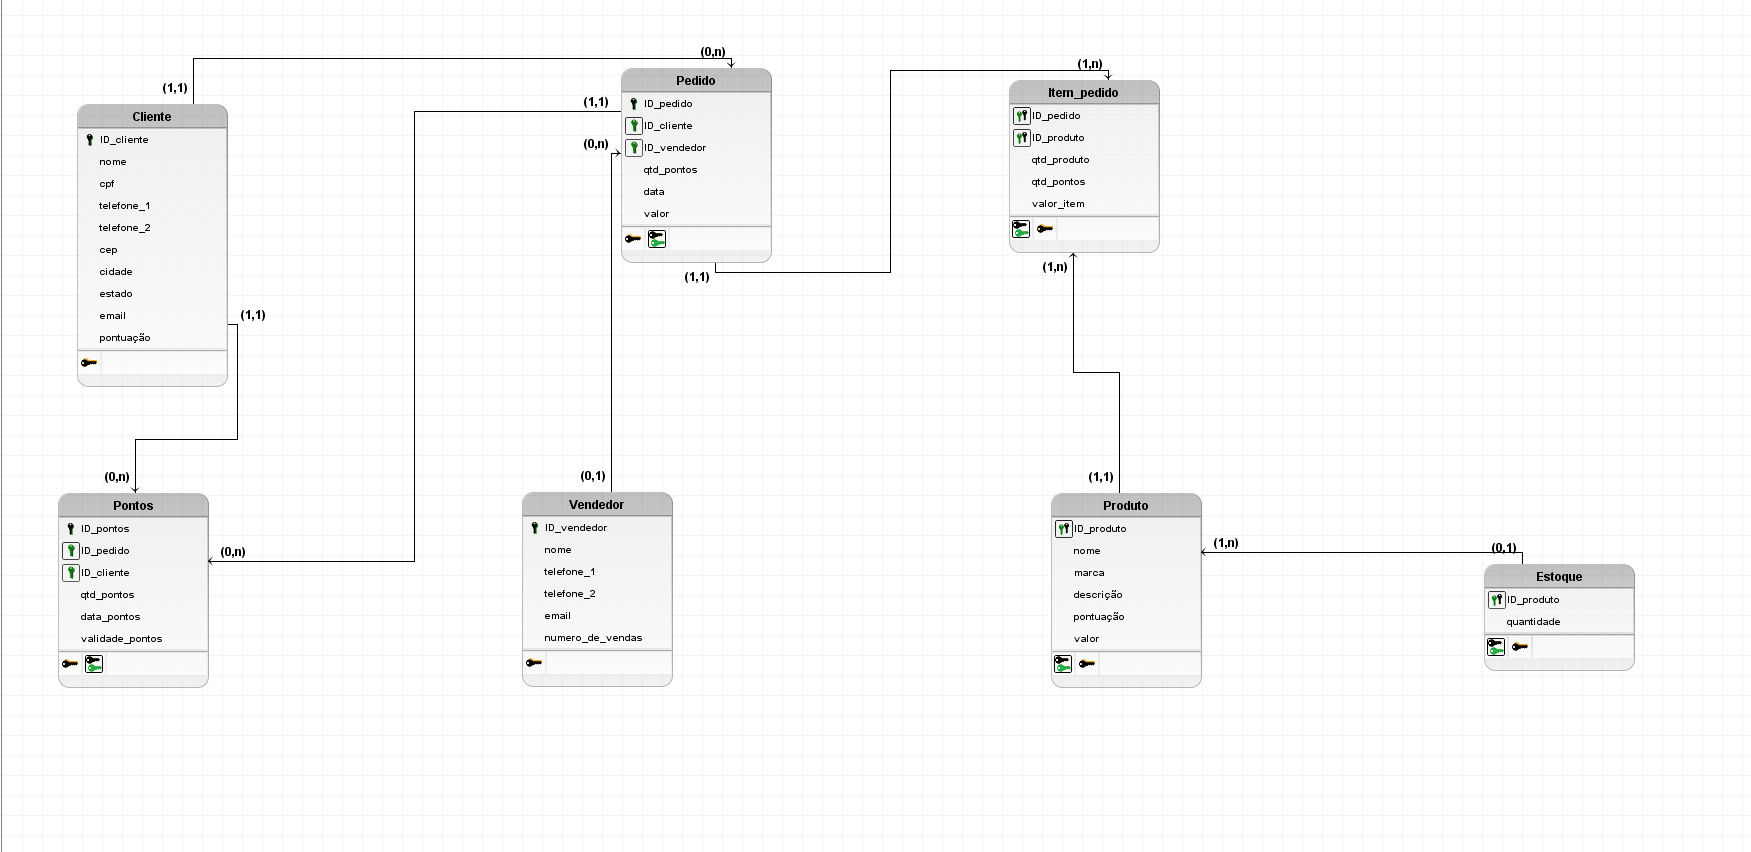 (1,1)
(0,n)
Cliente
ID_cliente
nome
cpf
telefone_1
telefone_2
cep
cidade
estado
email
pontuação
(1,1)
(0,n)
Pontos
ID_pontos
ID_pedido
ID_cliente
qtd_pontos
data_pontos
validade_pontos
(0,n)
(1,1)
(0,n)
Pedido
ID_pedido
ID_cliente
ID_vendedor
qtd_pontos
data
valor
(1,1)
(0,1)
Vendedor
ID_vendedor
nome
telefone_1
telefone_2
email
numero_de_vendas
(1,n)
Item_pedido
ID_pedido
ID_produto
qtd_produto
qtd_pontos
valor_item
(1,n)
(1,1)
Produto
ID_produto
nome
marca
descrição
pontuação
valor
(1,n)
(0,1)
Estoque
ID_produto
quantidade